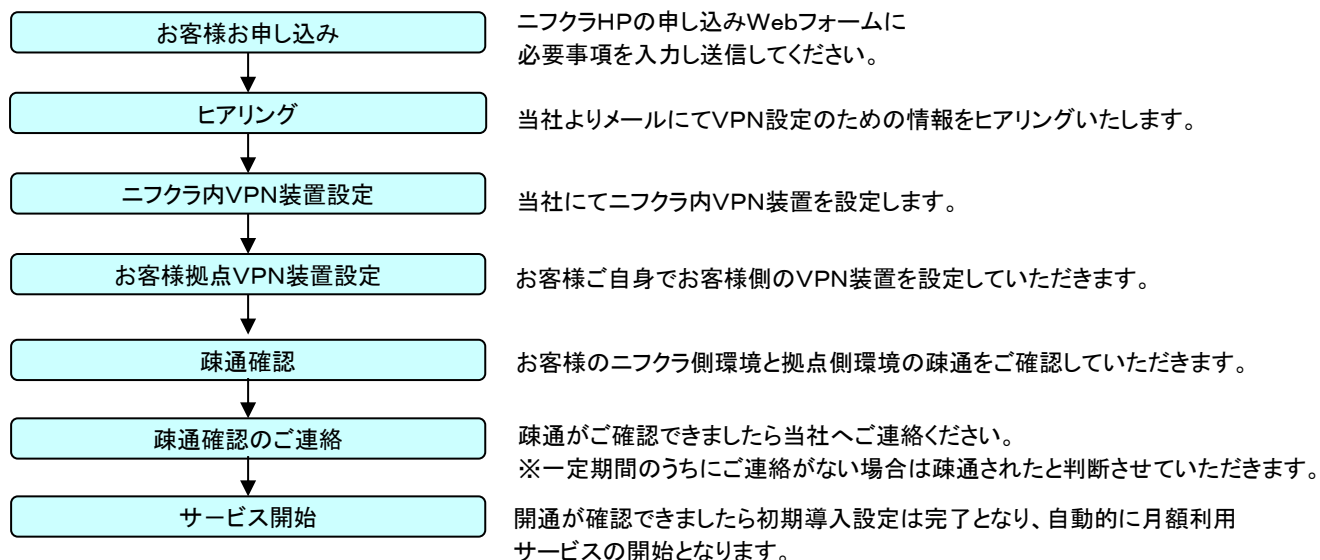 お客様お申し込み
ニフクラHPの申し込みWebフォームに
必要事項を入力し送信してください。
ヒアリング
当社よりメールにてVPN設定のための情報をヒアリングいたします。
ニフクラ内VPN装置設定
当社にてニフクラ内VPN装置を設定します。
お客様拠点VPN装置設定
お客様ご自身でお客様側のVPN装置を設定していただきます。
疎通確認
お客様のニフクラ側環境と拠点側環境の疎通をご確認していただきます。
疎通確認のご連絡
疎通がご確認できましたら当社へご連絡ください。
※一定期間のうちにご連絡がない場合は疎通されたと判断させていただきます。
サービス開始
開通が確認できましたら初期導入設定は完了となり、自動的に月額利用
サービスの開始となります。